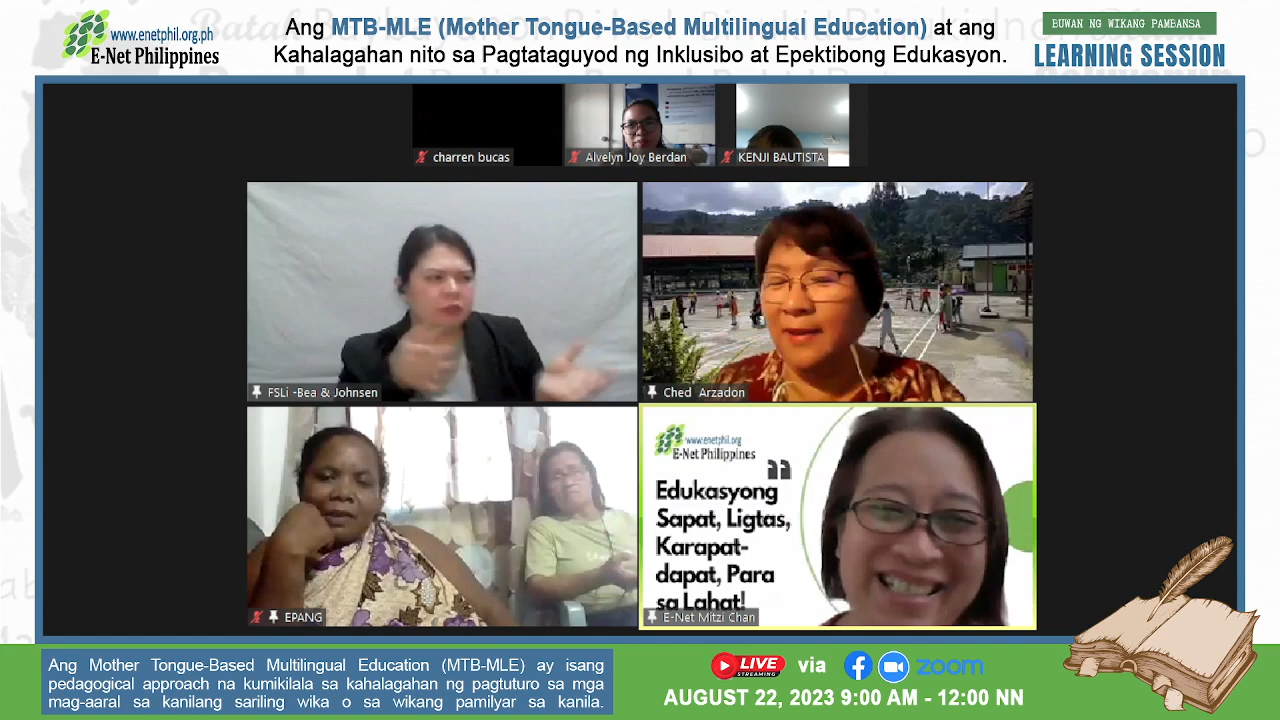 www.enetphil.org.ph
E-Net Philippines
Ang MTB-MLE (Mother Tongue-Based Multilingual Education) at ang
Kahalagahan nito sa Pagtataguyod ng Inklusibo at Epektibong Edukasyon.
BUWAN NG WIKANG PAMBANSA
LEARNING SESSION
charren bucas
Alvelyn Joy Berdan
KENJI BAUTISTA
FSLi -Bea & Johnsen
Ched Arzadon
EPANG
www.enetphil.org
E-Net Philippines
Edukasyong
Sapat, Ligtas,
Karapat-
dapat, Para
sa Lahat!
E-Net Mitzi Chan
Ang Mother Tongue-Based Multilingual Education (MTB-MLE) ay isang
pedagogical approach na kumikilala sa kahalagahan ng pagtuturo sa mga
mag-aaral sa kanilang sariling wika o sa wikang pamilyar sa kanila.
LIVE
STREAMING
via
zoom
AUGUST 22, 2023 9:00 AM - 12:00 NN